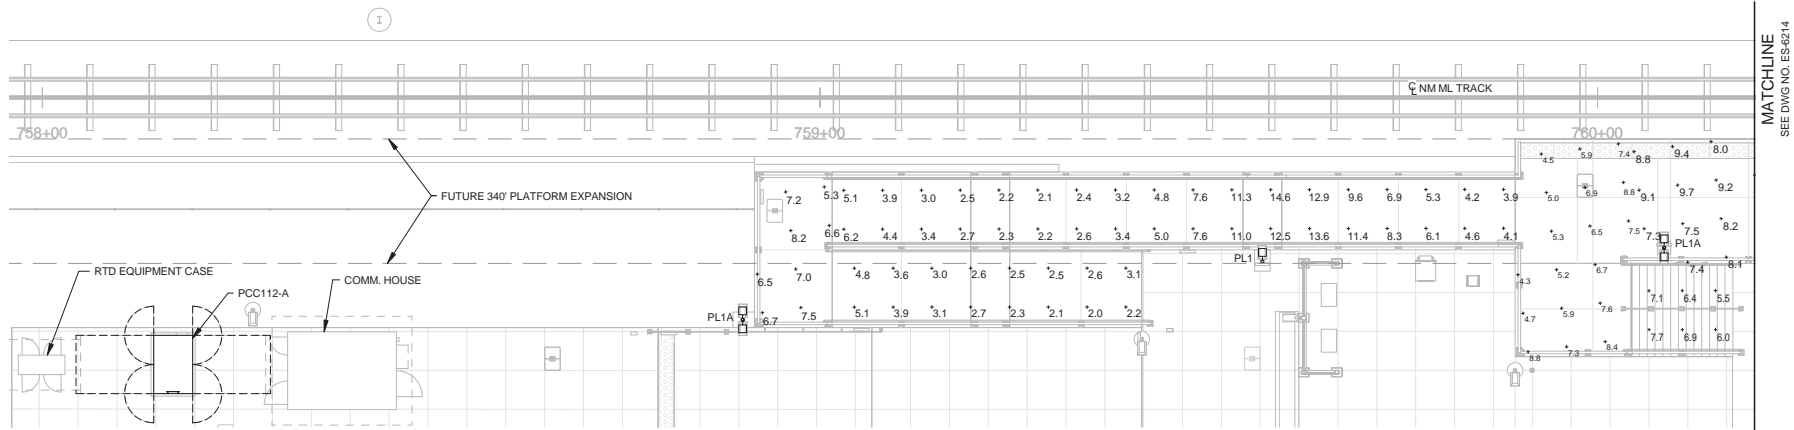 I
℄ NM ML TRACK
MATCHLINE
SEE DWG NO. ES-6214
758+00
759+00
760+00
4.5 5.9 7.4 8.8 9.4 8.0
FUTURE 340' PLATFORM EXPANSION
7.2 5.3 5.1 3.9 3.0 2.5 2.2 2.1 2.4 3.2 4.8 7.6 11.3 14.6 12.9 9.6 6.9 5.3 4.2 3.9 5.0 6.9 8.8 9.1 9.7 9.2
8.2 6.6 6.2 4.4 3.4 2.7 2.3 2.2 2.6 3.4 5.0 7.6 11.0 12.5 13.6 11.4 8.3 6.1 4.6 4.1 5.3 6.5 7.5 7.3 7.5 8.2
PL1A
PL1
RTD EQUIPMENT CASE
COMM. HOUSE
PCC112-A
6.5 7.0 4.8 3.6 3.0 2.6 2.5 2.5 2.6 3.1 4.3 5.2 6.7 7.4 8.1
PL1A
6.7 7.5 5.1 3.9 3.1 2.7 2.3 2.1 2.0 2.2 4.7 5.9 7.6 7.1 6.4 5.5
8.8 7.3 8.4 7.7 6.9 6.0